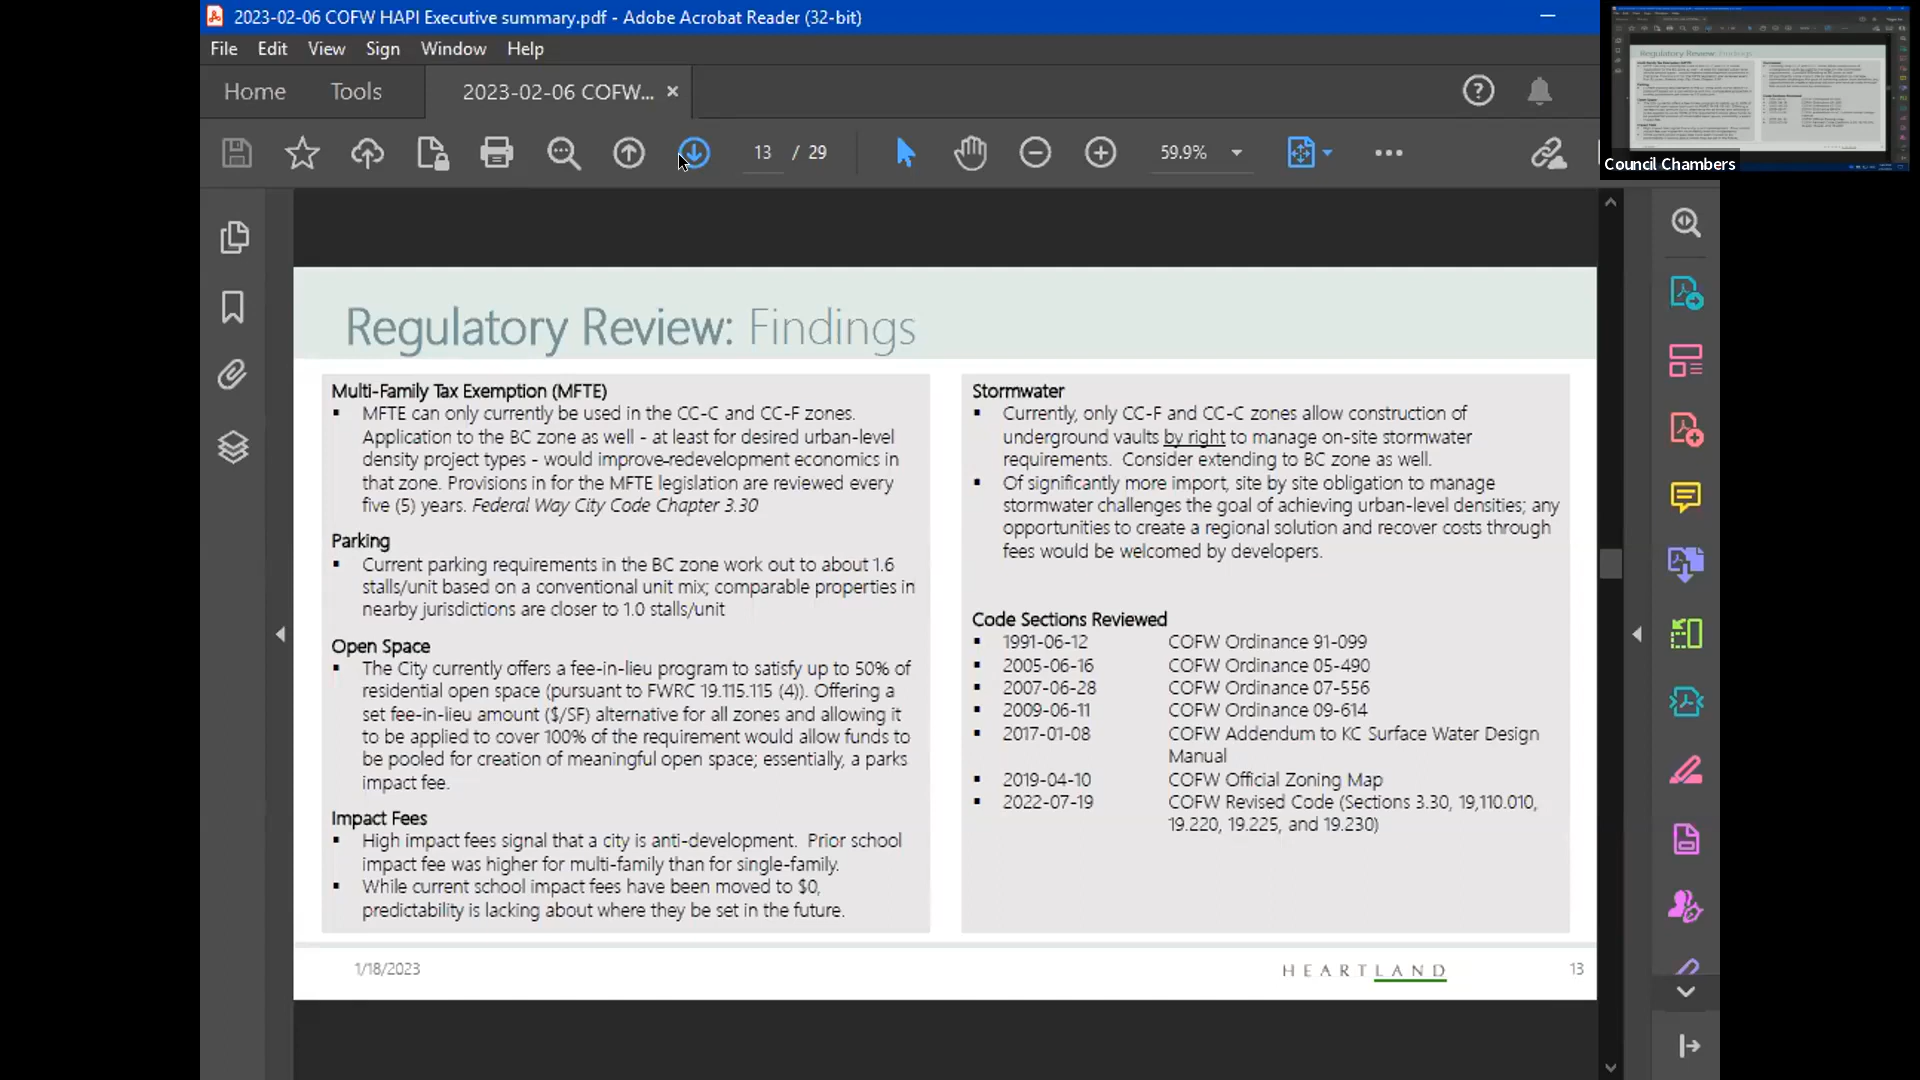 2023-02-06 COFW HAPI Executive summary.pdf - Adobe Acrobat Reader (32-bit)
File Edit View Sign Window Help
Home Tools 2023-02-06 COFW... ×
13 / 29 59.9%
Council Chambers
Regulatory Review: Findings
Multi-Family Tax Exemption (MFTE)
▪ MFTE can only currently be used in the CC-C and CC-F zones.
Application to the BC zone as well - at least for desired urban-level
density project types - would improve-redevelopment economics in
that zone. Provisions in for the MFTE legislation are reviewed every
five (5) years. Federal Way City Code Chapter 3.30
Parking
▪ Current parking requirements in the BC zone work out to about 1.6
stalls/unit based on a conventional unit mix; comparable properties in
nearby jurisdictions are closer to 1.0 stalls/unit
Open Space
▪ The City currently offers a fee-in-lieu program to satisfy up to 50% of
residential open space (pursuant to FWRC 19.115.115 (4)). Offering a
set fee-in-lieu amount ($/SF) alternative for all zones and allowing it
to be applied to cover 100% of the requirement would allow funds to
be pooled for creation of meaningful open space; essentially, a parks
impact fee.
Impact Fees
▪ High impact fees signal that a city is anti-development. Prior school
impact fee was higher for multi-family than for single-family.
▪ While current school impact fees have been moved to $0,
predictability is lacking about where they be set in the future.
Stormwater
▪ Currently, only CC-F and CC-C zones allow construction of
underground vaults by right to manage on-site stormwater
requirements. Consider extending to BC zone as well.
▪ Of significantly more import, site by site obligation to manage
stormwater challenges the goal of achieving urban-level densities; any
opportunities to create a regional solution and recover costs through
fees would be welcomed by developers.
Code Sections Reviewed
▪ 1991-06-12 COFW Ordinance 91-099
▪ 2005-06-16 COFW Ordinance 05-490
▪ 2007-06-28 COFW Ordinance 07-556
▪ 2009-06-11 COFW Ordinance 09-614
▪ 2017-01-08 COFW Addendum to KC Surface Water Design
Manual
▪ 2019-04-10 COFW Official Zoning Map
▪ 2022-07-19 COFW Revised Code (Sections 3.30, 19,110.010,
19.220, 19.225, and 19.230)
1/18/2023 HEARTLAND 13